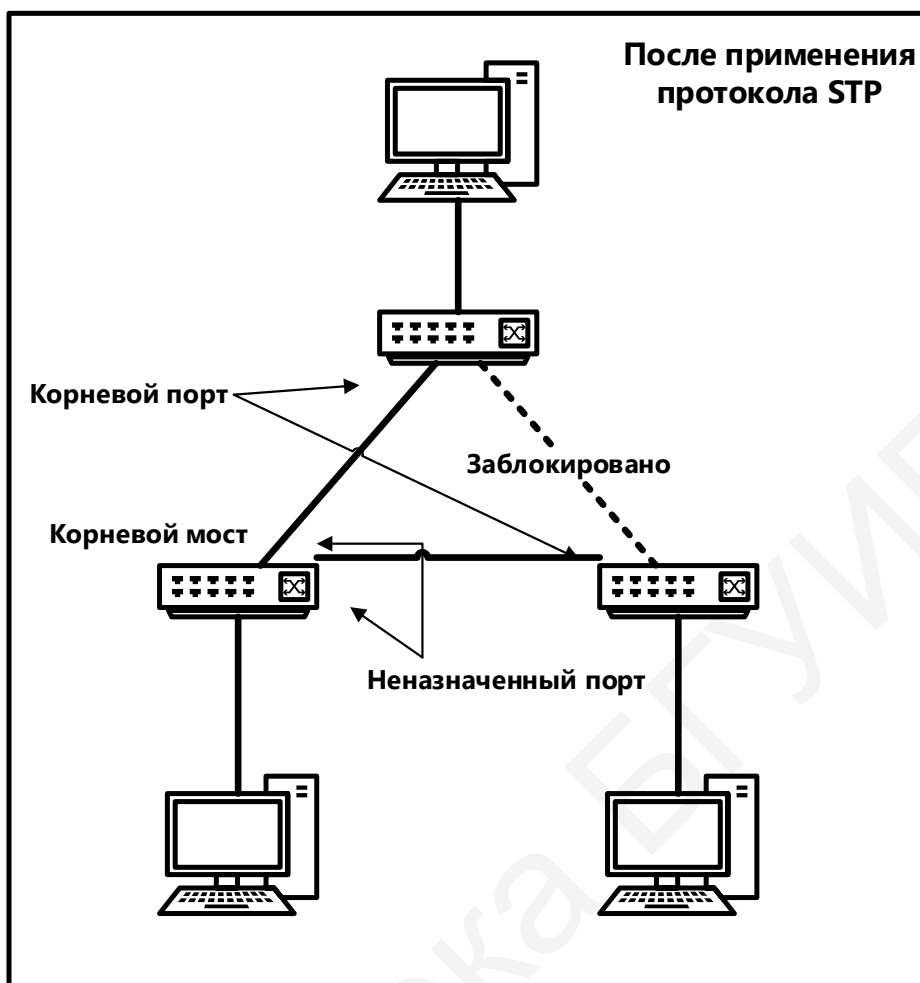 После применения
протокола STP
Корневой порт
Заблокировано
Корневой мост
Неназначенный порт